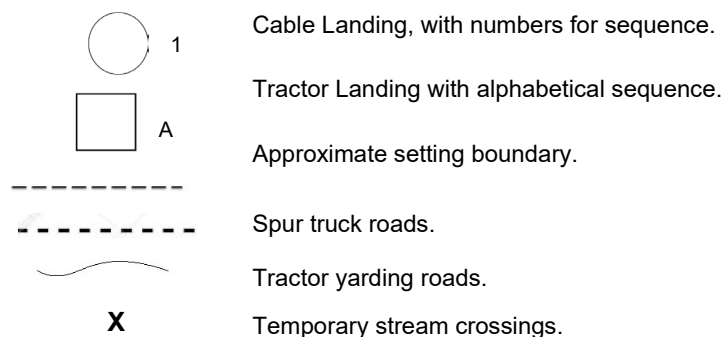 Cable Landing, with numbers for sequence.
1
Tractor Landing with alphabetical sequence.
A
Approximate setting boundary.
Spur truck roads.
Tractor yarding roads.
X
Temporary stream crossings.